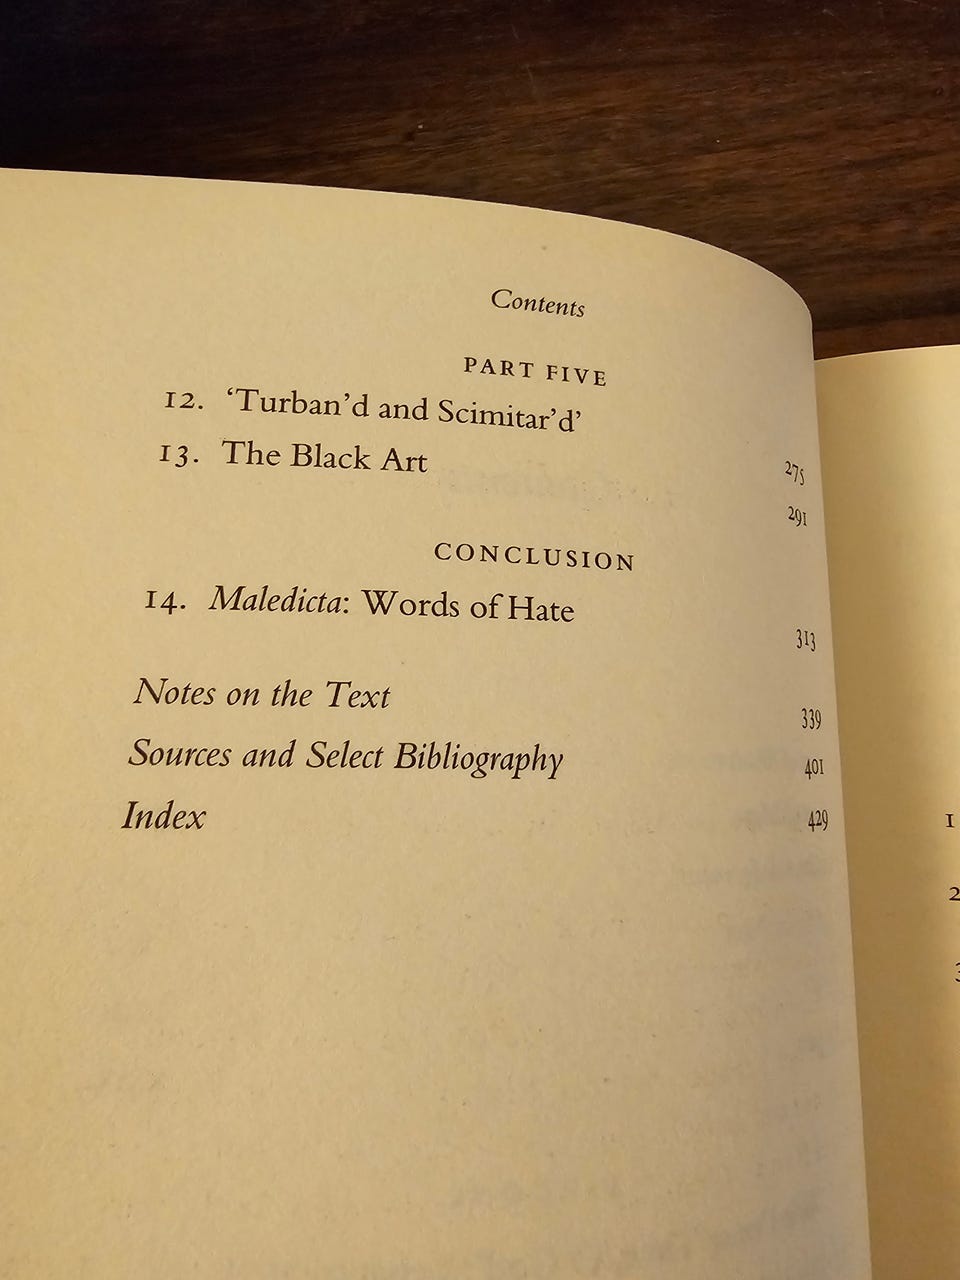 Contents
PART FIVE
12. ‘Turban’d and Scimitar’d’ 275
13. The Black Art 291
CONCLUSION
14. Maledicta: Words of Hate 313
Notes on the Text 339
Sources and Select Bibliography 401
Index 429
1
2